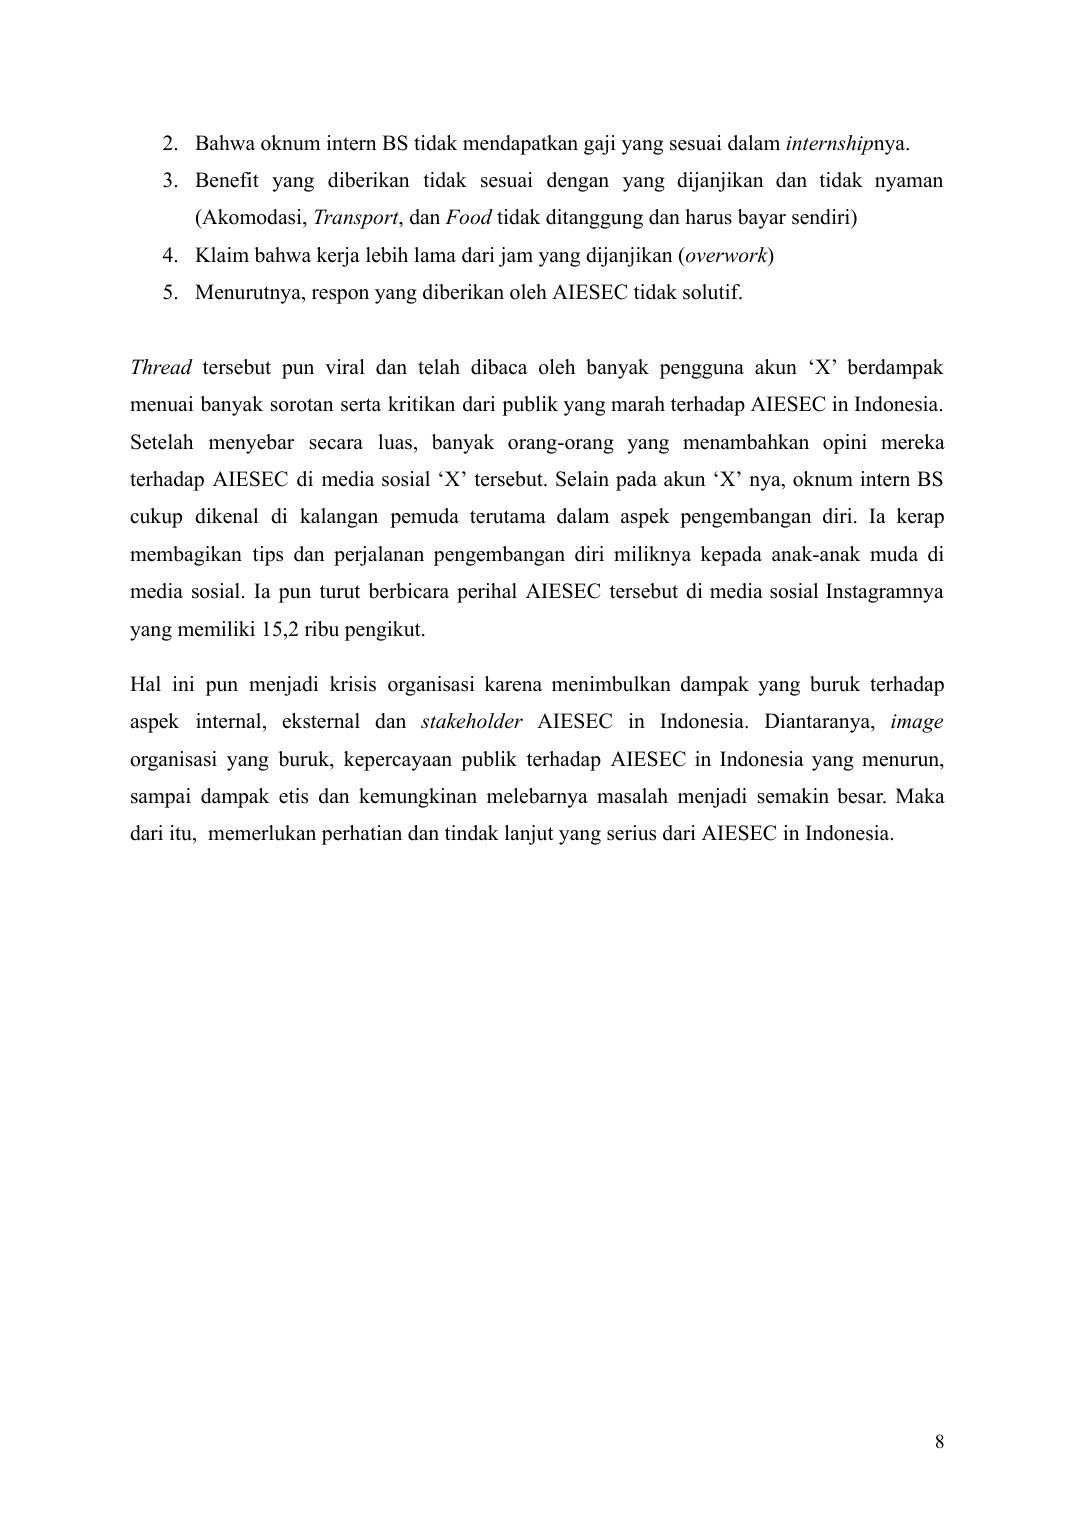 2. Bahwa oknum intern BS tidak mendapatkan gaji yang sesuai dalam internshipnya.
3. Benefit yang diberikan tidak sesuai dengan yang dijanjikan dan tidak nyaman
(Akomodasi, Transport, dan Food tidak ditanggung dan harus bayar sendiri)
4. Klaim bahwa kerja lebih lama dari jam yang dijanjikan (overwork)
5. Menurutnya, respon yang diberikan oleh AIESEC tidak solutif.
Thread tersebut pun viral dan telah dibaca oleh banyak pengguna akun ‘X’ berdampak
menuai banyak sorotan serta kritikan dari publik yang marah terhadap AIESEC in Indonesia.
Setelah menyebar secara luas, banyak orang-orang yang menambahkan opini mereka
terhadap AIESEC di media sosial ‘X’ tersebut. Selain pada akun ‘X’ nya, oknum intern BS
cukup dikenal di kalangan pemuda terutama dalam aspek pengembangan diri. Ia kerap
membagikan tips dan perjalanan pengembangan diri miliknya kepada anak-anak muda di
media sosial. Ia pun turut berbicara perihal AIESEC tersebut di media sosial Instagramnya
yang memiliki 15,2 ribu pengikut.
Hal ini pun menjadi krisis organisasi karena menimbulkan dampak yang buruk terhadap
aspek internal, eksternal dan stakeholder AIESEC in Indonesia. Diantaranya, image
organisasi yang buruk, kepercayaan publik terhadap AIESEC in Indonesia yang menurun,
sampai dampak etis dan kemungkinan melebarnya masalah menjadi semakin besar. Maka
dari itu,  memerlukan perhatian dan tindak lanjut yang serius dari AIESEC in Indonesia.
8